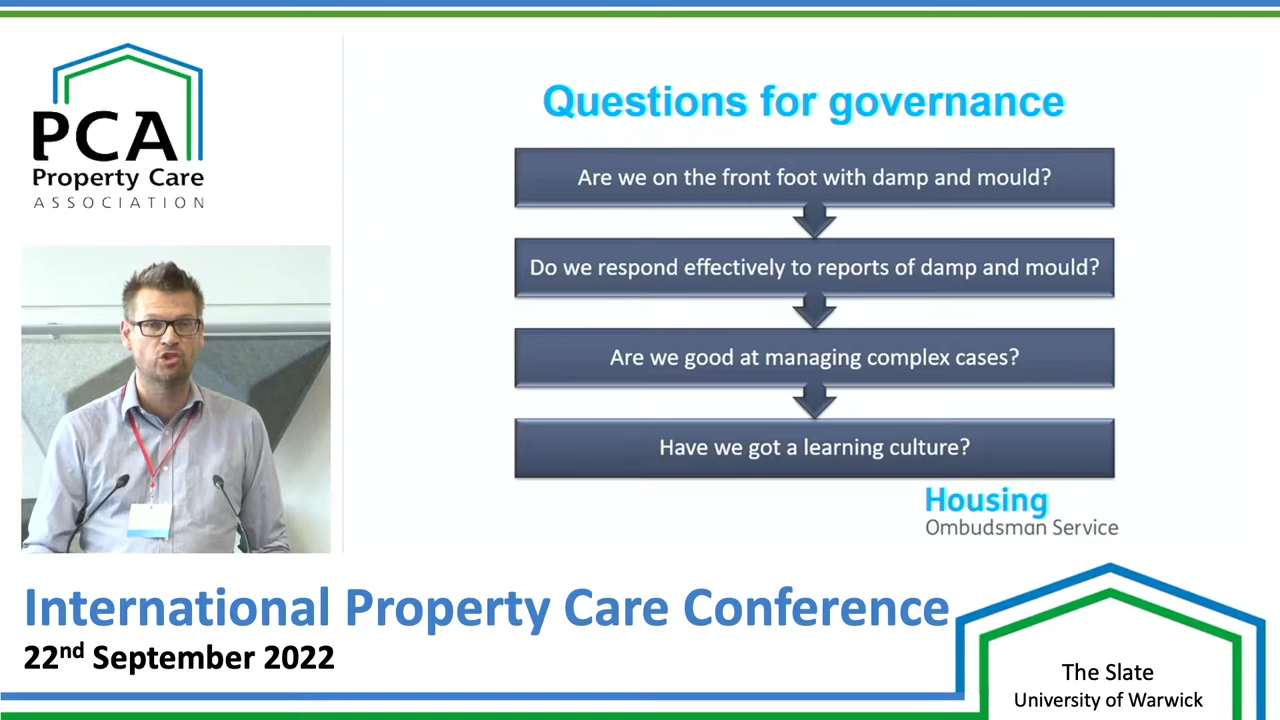 PCA
Property Care
ASSOCIATION
Questions for governance
Are we on the front foot with damp and mould?
Do we respond effectively to reports of damp and mould?
Are we good at managing complex cases?
Have we got a learning culture?
Housing
Ombudsman Service
International Property Care Conference
22nd September 2022
The Slate
University of Warwick